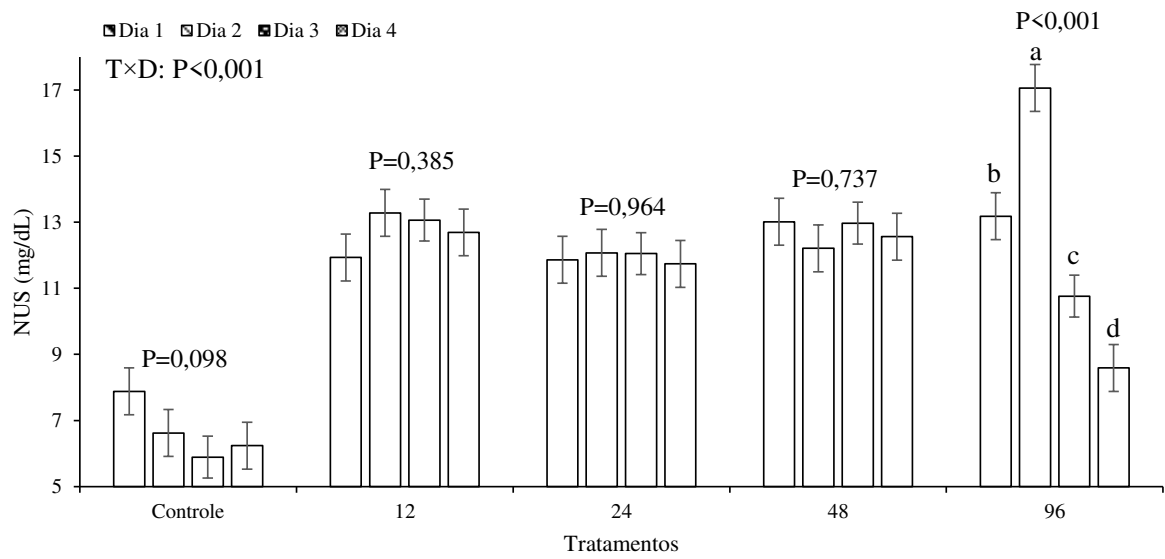 Dia 1 Dia 2 Dia 3 Dia 4
T×D: P<0,001
P<0,001
a
b
c
d
P=0,385
P=0,964
P=0,737
P=0,098
NUS (mg/dL)
17
15
13
11
9
7
5
Controle 12 24 48 96
Tratamentos